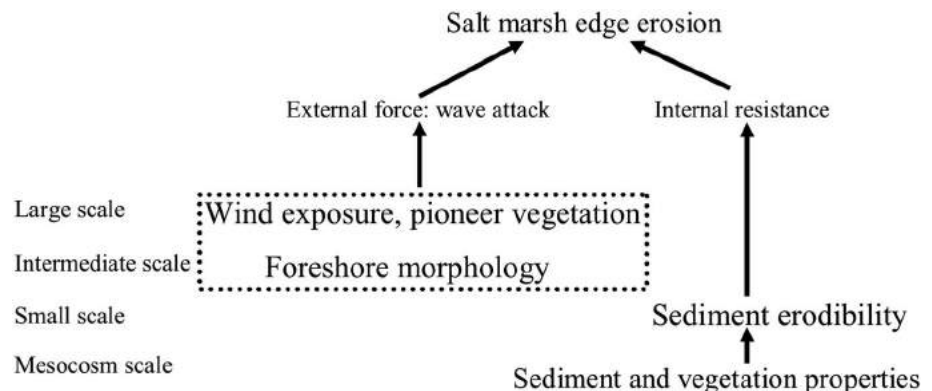 Salt marsh edge erosion
External force: wave attack
Internal resistance
Large scale
Wind exposure, pioneer vegetation
Intermediate scale
Foreshore morphology
Small scale
Sediment erodibility
Mesocosm scale
Sediment and vegetation properties